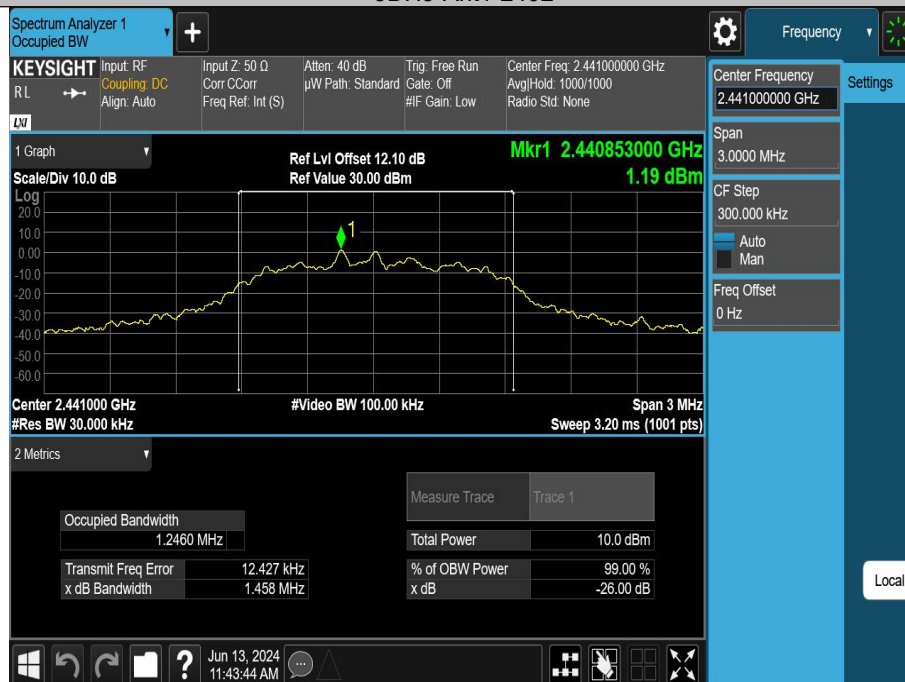 Spectrum Analyzer 1
Occupied BW
+
Frequency
KEYSIGHT
RL
LXI
Input: RF
Coupling: DC
Align: Auto
Input Z: 50 Ω
Corr CCorr
Freq Ref: Int (S)
Atten: 40 dB
µW Path: Standard
Trig: Free Run
Gate: Off
#IF Gain: Low
Center Freq: 2.441000000 GHz
Avg|Hold: 1000/1000
Radio Std: None
Center Frequency
2.441000000 GHz
Settings
Span
3.0000 MHz
CF Step
300.000 kHz
Auto
Man
Freq Offset
0 Hz
Local
1 Graph
Scale/Div 10.0 dB
Ref Lvl Offset 12.10 dB
Ref Value 30.00 dBm
Mkr1 2.440853000 GHz
1.19 dBm
Log
20.0
10.0
0.00
-10.0
-20.0
-30.0
-40.0
-50.0
-60.0
1
Center 2.441000 GHz
#Res BW 30.000 kHz
#Video BW 100.00 kHz
Span 3 MHz
Sweep 3.20 ms (1001 pts)
2 Metrics
Measure Trace Trace 1
Occupied Bandwidth
1.2460 MHz
Total Power 10.0 dBm
Transmit Freq Error 12.427 kHz
% of OBW Power 99.00 %
x dB Bandwidth 1.458 MHz
x dB -26.00 dB
?
Jun 13, 2024
11:43:44 AM